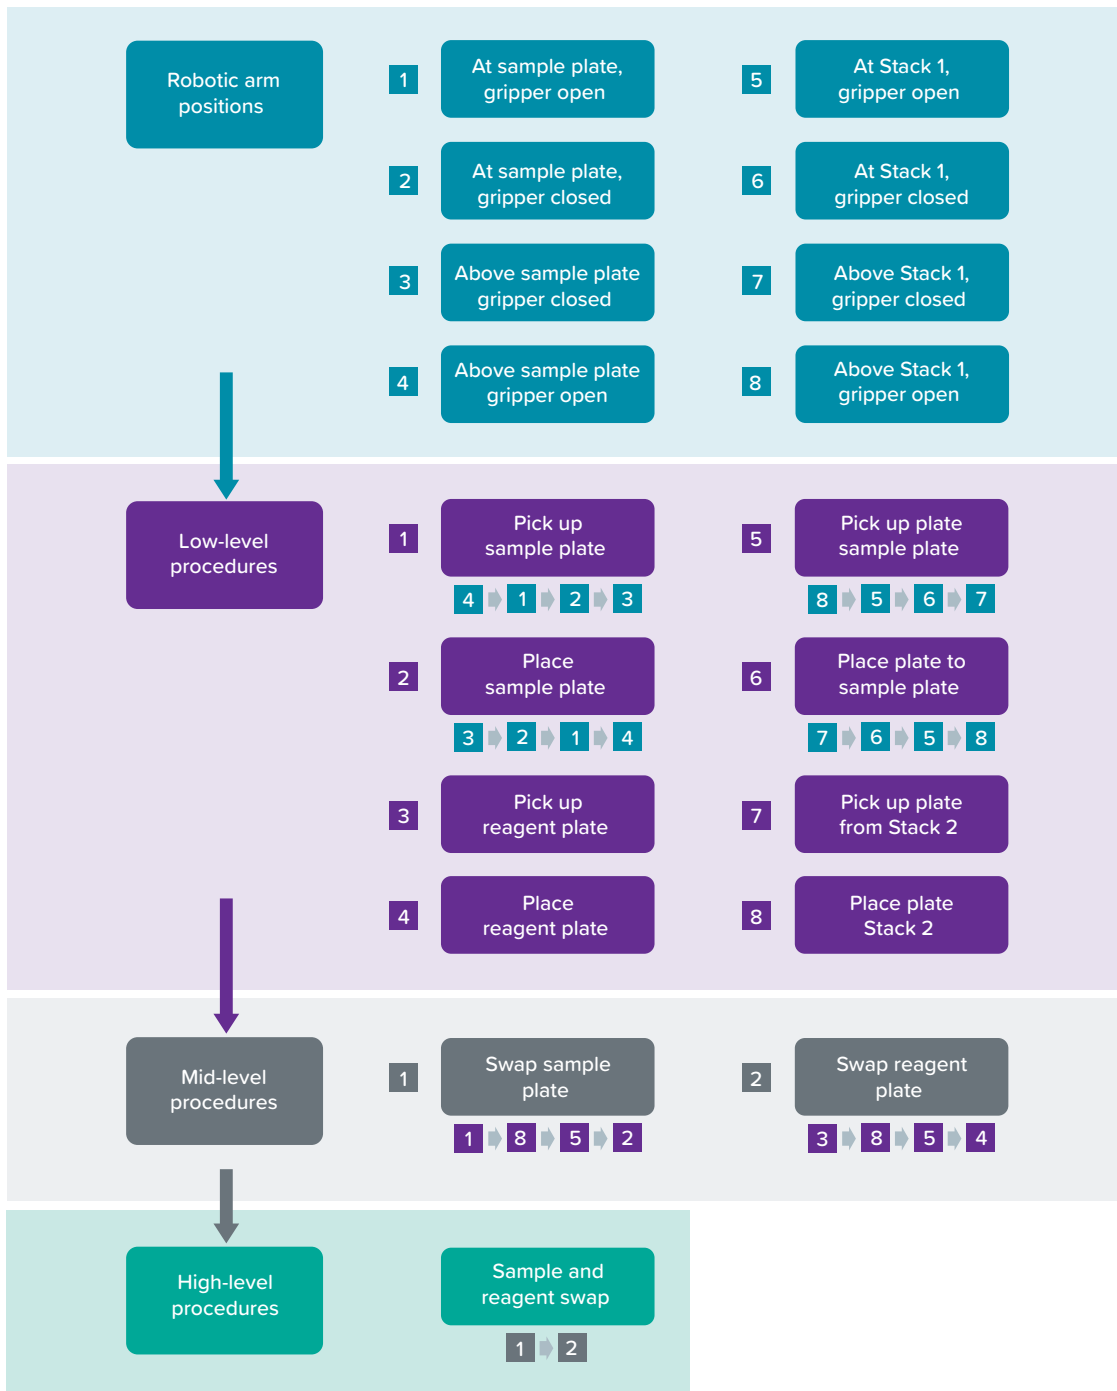 Robotic arm
positions
1
At sample plate,
gripper open
5
At Stack 1,
gripper open
2
At sample plate,
gripper closed
6
At Stack 1,
gripper closed
3
Above sample plate
gripper closed
7
Above Stack 1,
gripper closed
4
Above sample plate
gripper open
8
Above Stack 1,
gripper open
Low-level
procedures
1
Pick up
sample plate
4 1 2 3
5
Pick up plate
sample plate
8 5 6 7
2
Place
sample plate
3 2 1 4
6
Place plate to
sample plate
7 6 5 8
3
Pick up
reagent plate
7
Pick up plate
from Stack 2
4
Place
reagent plate
8
Place plate
Stack 2
Mid-level
procedures
1
Swap sample
plate
1 8 5 2
2
Swap reagent
plate
3 8 5 4
High-level
procedures
Sample and
reagent swap
1 2